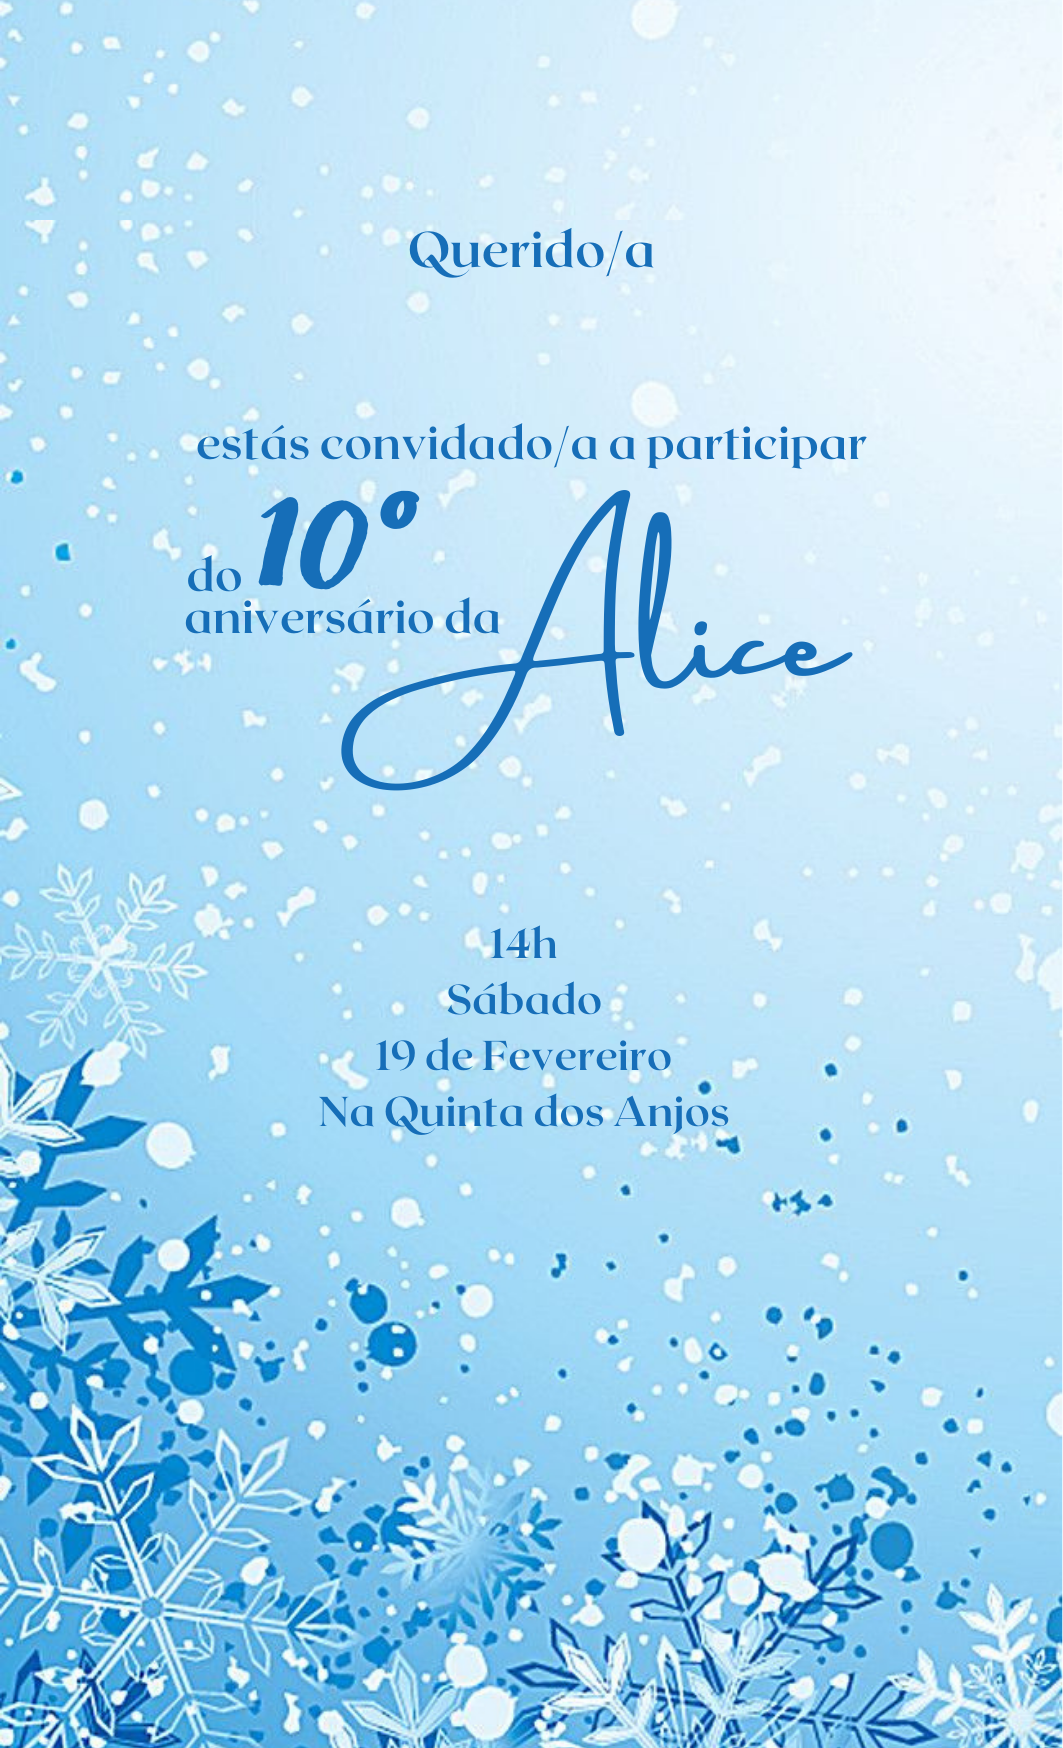 Querido/a
estás convidado/a a participar
do 10º
aniversário da Alice
14h
Sábado
19 de Fevereiro
Na Quinta dos Anjos